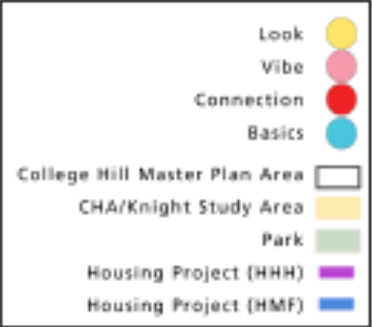 Look
Vibe
Connection
Basics
College Hill Master Plan Area
CHA/Knight Study Area
Park
Housing Project (HHH)
Housing Project (HMF)